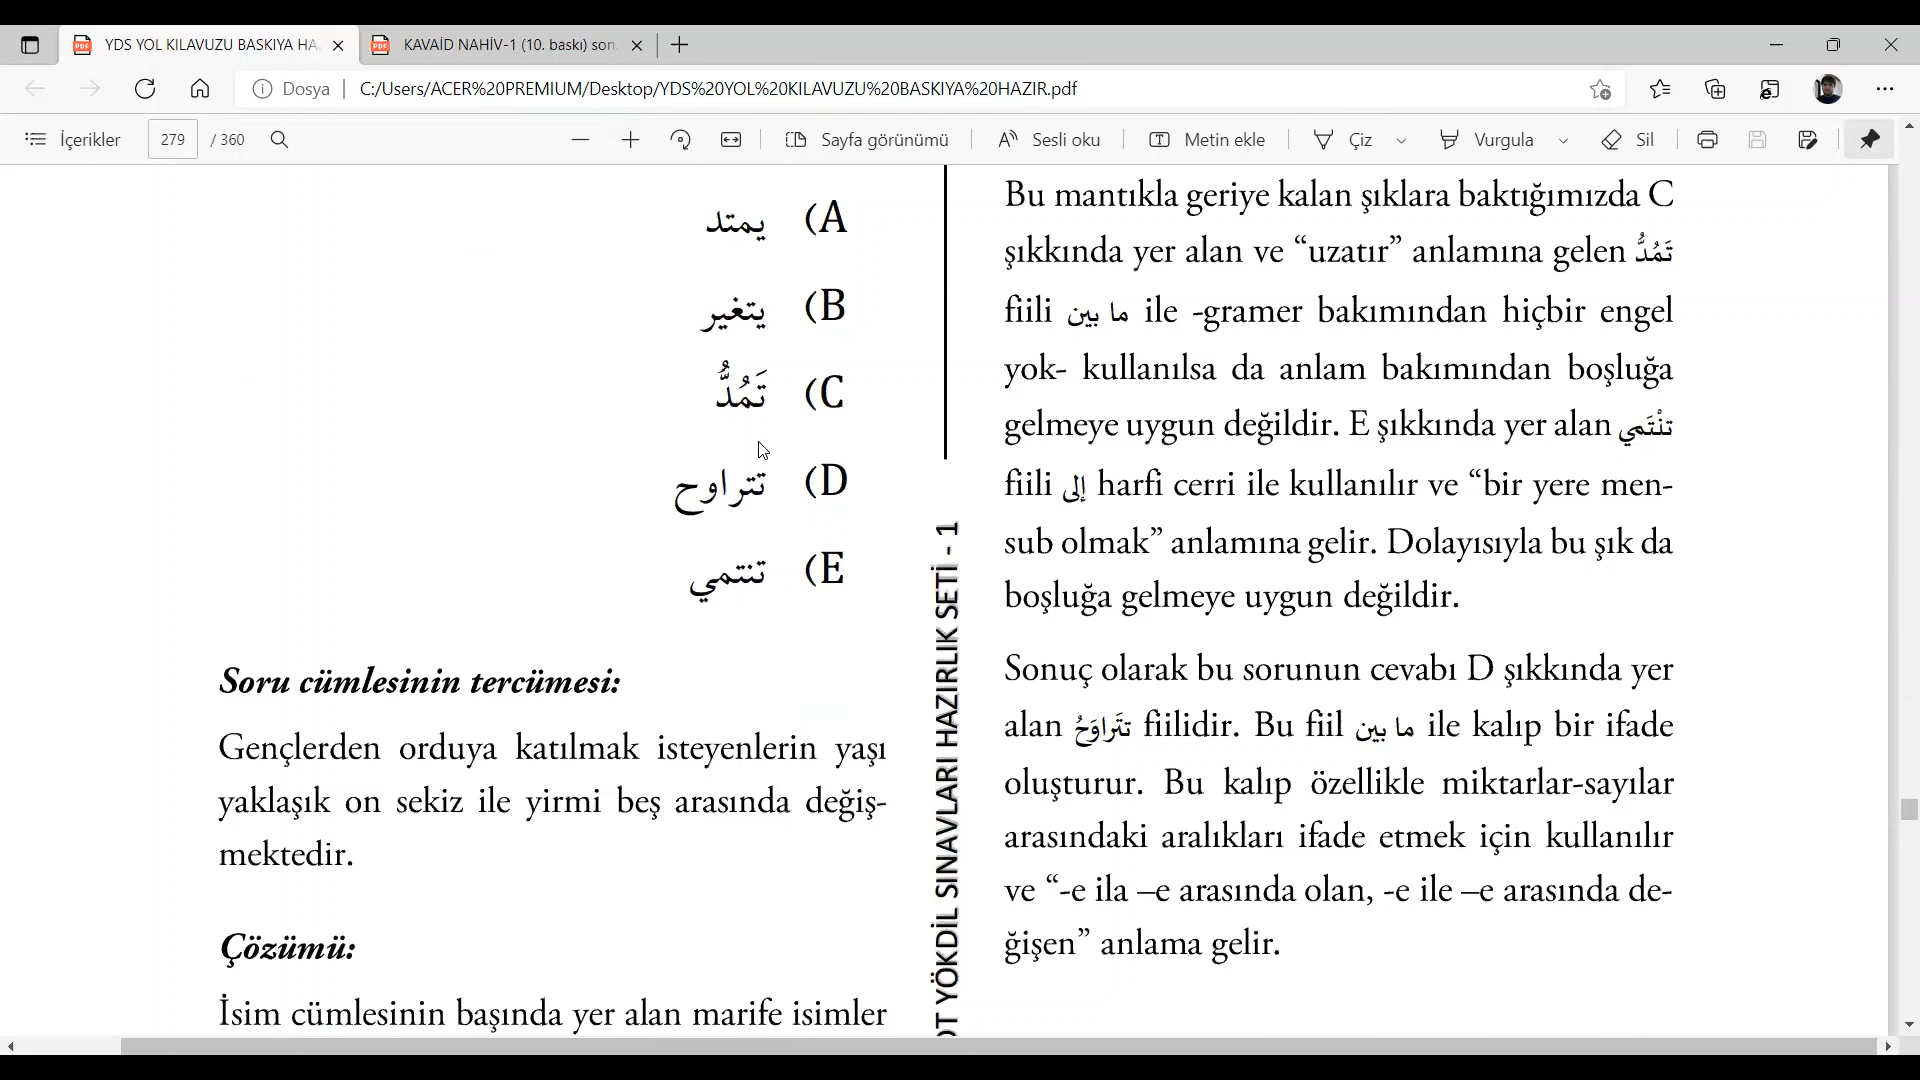 YDS YOL KILAVUZU BASKIYA HA
KAVAİD NAHİV-1 (10. baskı) son
Dosya | C:/Users/ACER%20PREMIUM/Desktop/YDS%20YOL%20KILAVUZU%20BASKIYA%20HAZIR.pdf
İçerikler 279 / 360 Sayfa görünümü Sesli oku Metin ekle Çiz Vurgula Sil
A) يمتد
B) يتغير
C) تَمُدُّ
D) تتراوح
E) تنتمي
Soru cümlesinin tercümesi:
Gençlerden orduya katılmak isteyenlerin yaşı
yaklaşık on sekiz ile yirmi beş arasında değiş-
mektedir.
Çözümü:
İsim cümlesinin başında yer alan marife isimler
OT YÖKDİL SINAVLARI HAZIRLIK SETİ - 1
Bu mantıkla geriye kalan şıklara baktığımızda C
şıkkında yer alan ve “uzatır” anlamına gelen تَمُدُّ
fiili ما بين ile -gramer bakımından hiçbir engel
yok- kullanılsa da anlam bakımından boşluğa
gelmeye uygun değildir. E şıkkında yer alan تنْتَمي
fiili إلى harfi cerri ile kullanılır ve “bir yere men-
sub olmak” anlamına gelir. Dolayısıyla bu şık da
boşluğa gelmeye uygun değildir.
Sonuç olarak bu sorunun cevabı D şıkkında yer
alan تتَراوَحُ fiilidir. Bu fiil ما بين ile kalıp bir ifade
oluşturur. Bu kalıp özellikle miktarlar-sayılar
arasındaki aralıkları ifade etmek için kullanılır
ve “-e ila –e arasında olan, -e ile –e arasında de-
ğişen” anlama gelir.